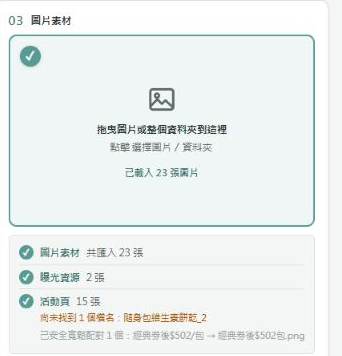 03 圖片素材
拖曳圖片或整個資料夾到這裡
點擊選擇圖片 / 資料夾
已載入 23 張圖片
圖片素材 共匯入 23 張
曝光資源 2 張
活動頁 15 張
尚未找到 1 個檔名：隨身包維生素餅乾_2
已安全寬鬆配對 1 個：經典券後$502/包 → 經典券後$502包.png